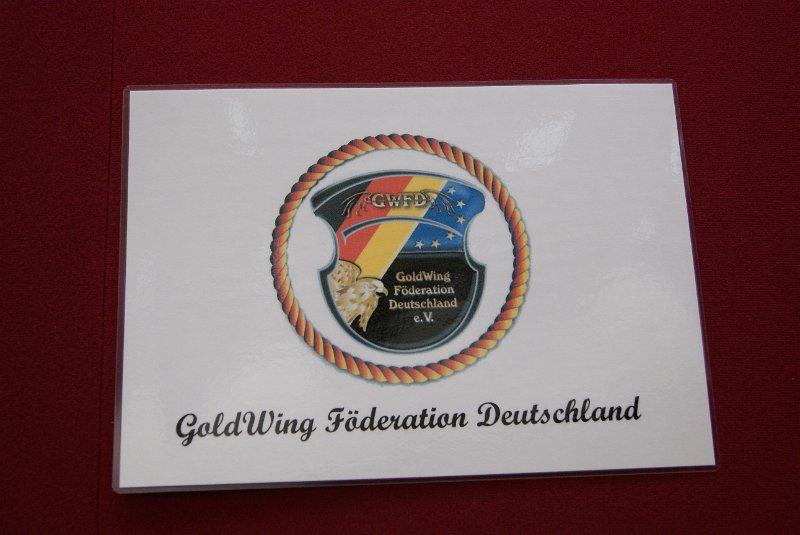 GWFD
GoldWing
Föderation
Deutschland
e.V.
GoldWing Föderation Deutschland